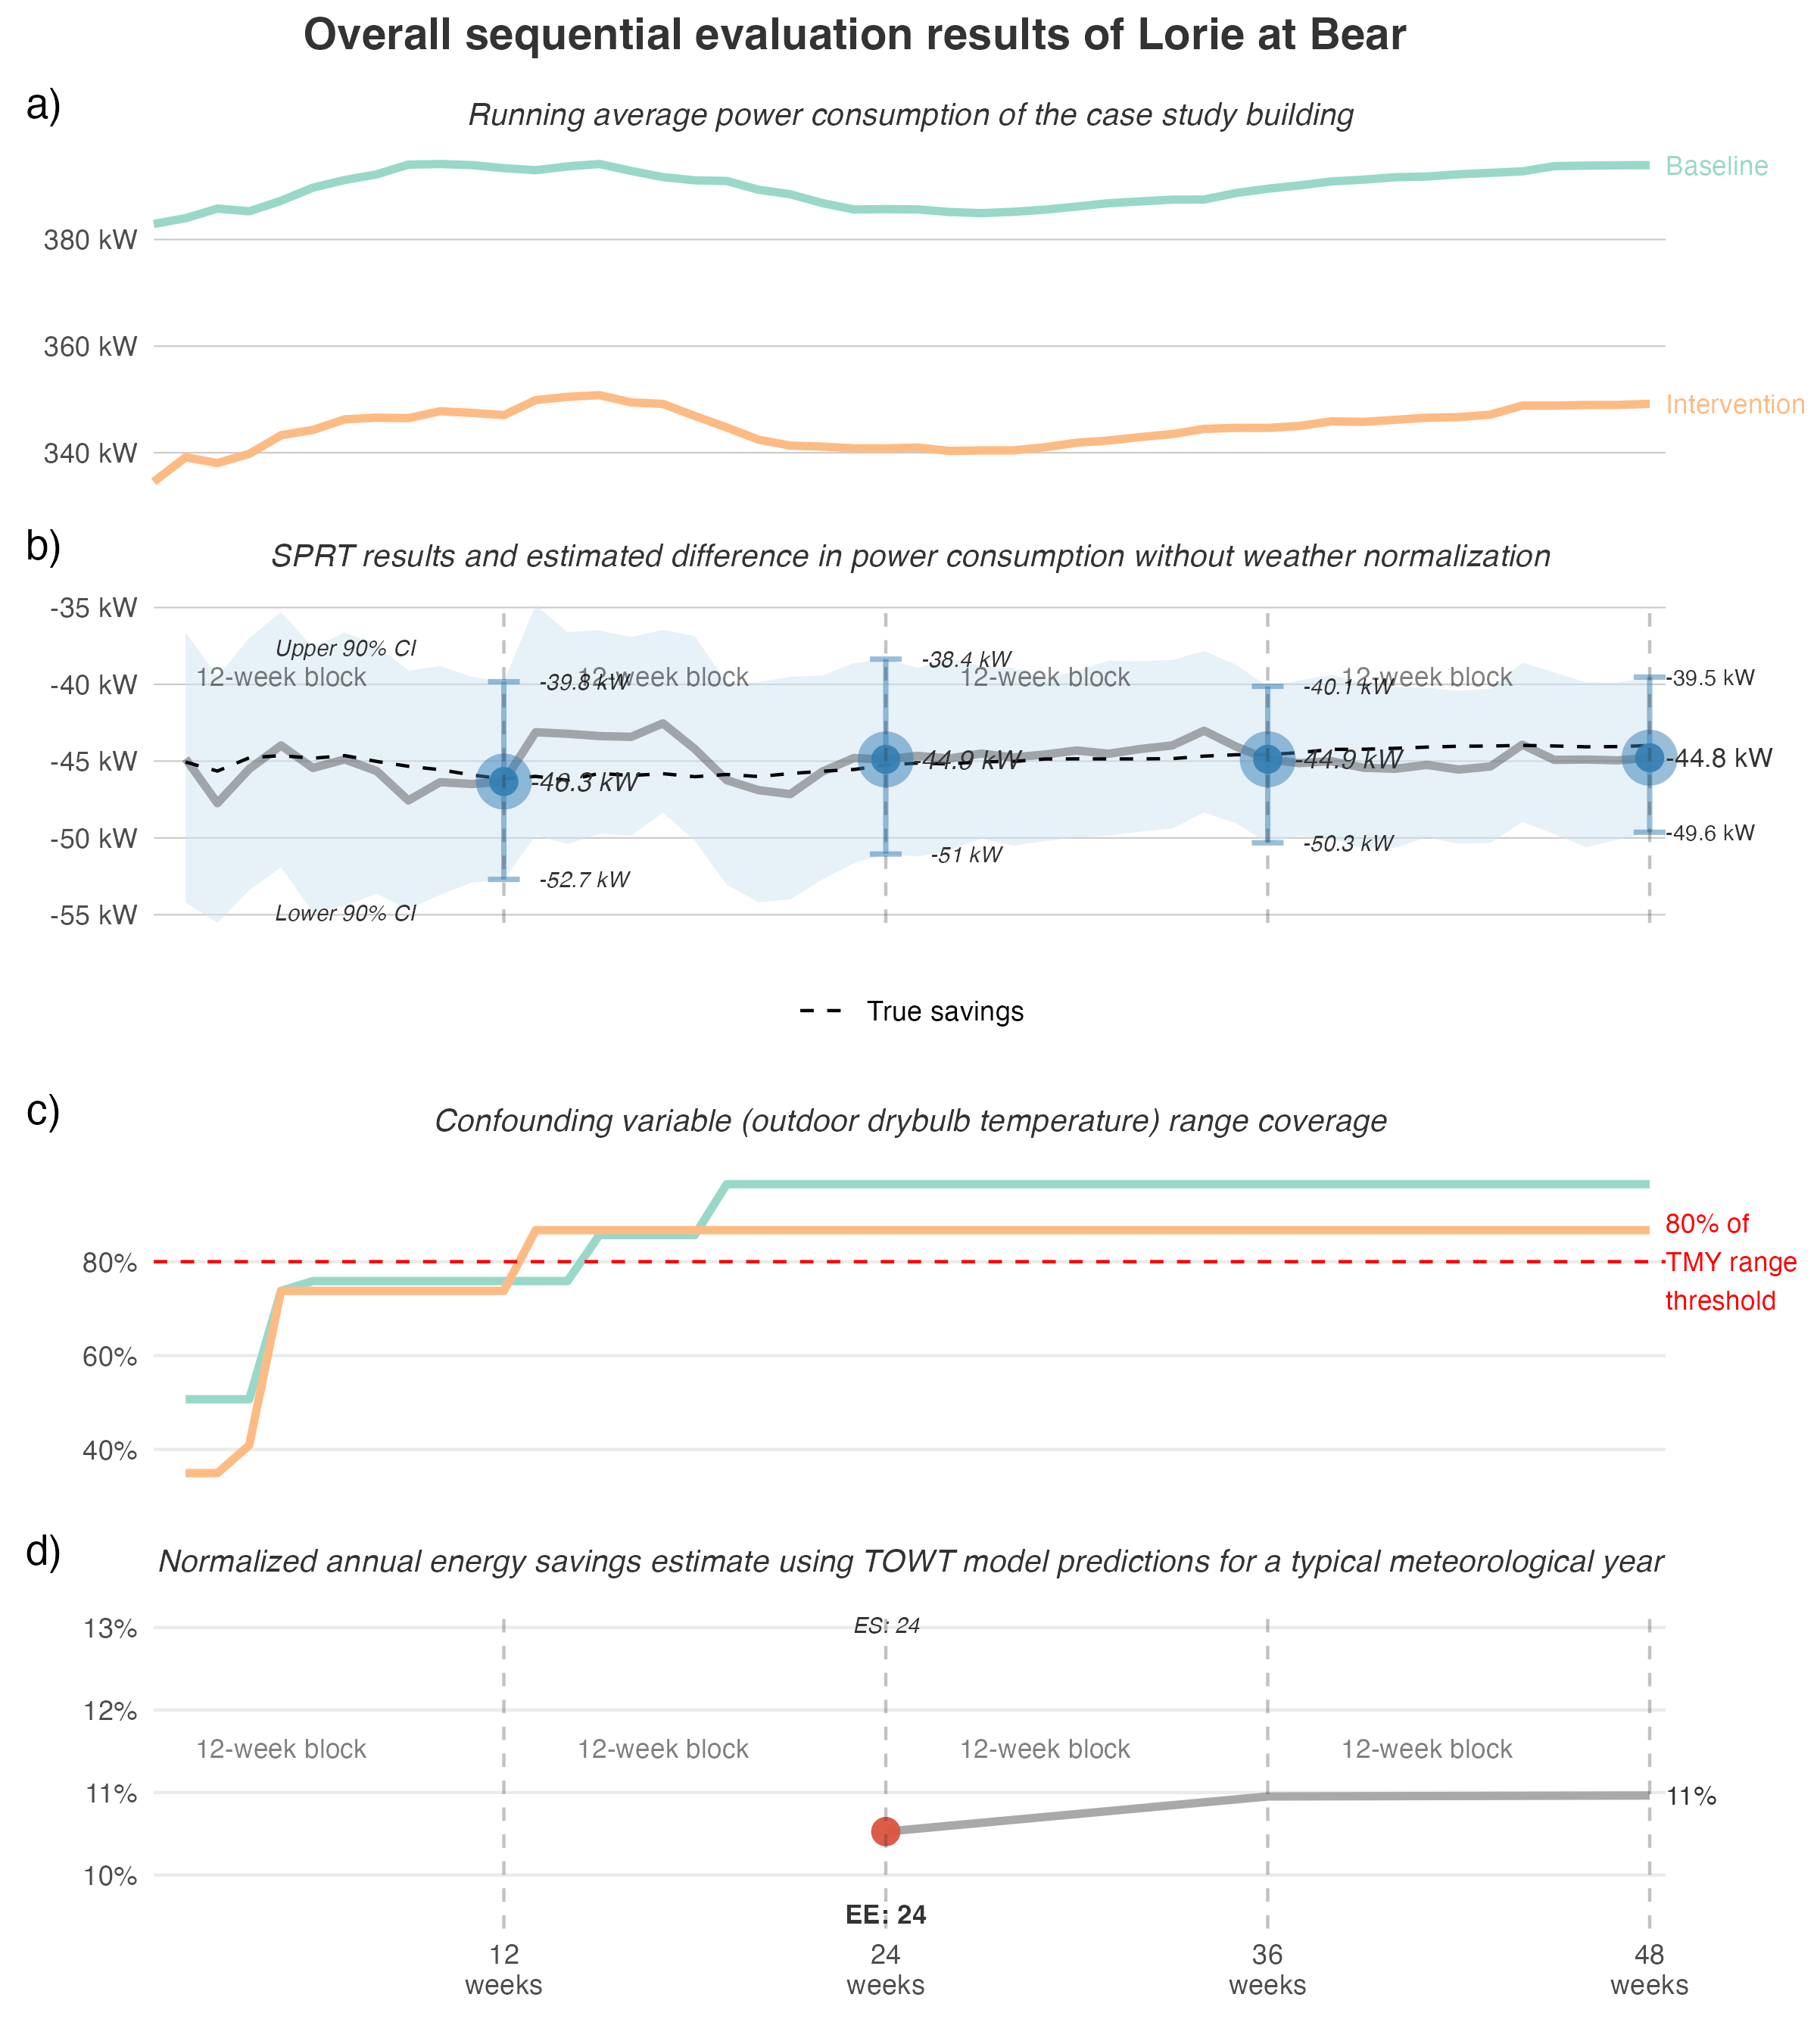 Overall sequential evaluation results of Lorie at Bear
a)
Running average power consumption of the case study building
Baseline
380 kW
360 kW
Intervention
340 kW
b)
SPRT results and estimated difference in power consumption without weather normalization
-35 kW
Upper 90% CI
12-week block
12-week block
12-week block
12-week block
-40 kW
-39.8 kW
-38.4 kW
-40.1 kW
-39.5 kW
-45 kW
-46.3 kW
-44.9 kW
-44.9 kW
-44.8 kW
-50 kW
-52.7 kW
-51 kW
-50.3 kW
-49.6 kW
-55 kW
Lower 90% CI
True savings
c)
Confounding variable (outdoor drybulb temperature) range coverage
80% of
TMY range
threshold
80%
60%
40%
d)
Normalized annual energy savings estimate using TOWT model predictions for a typical meteorological year
13%
ES: 24
12%
12-week block
12-week block
12-week block
12-week block
11%
11%
10%
EE: 24
12
weeks
24
weeks
36
weeks
48
weeks